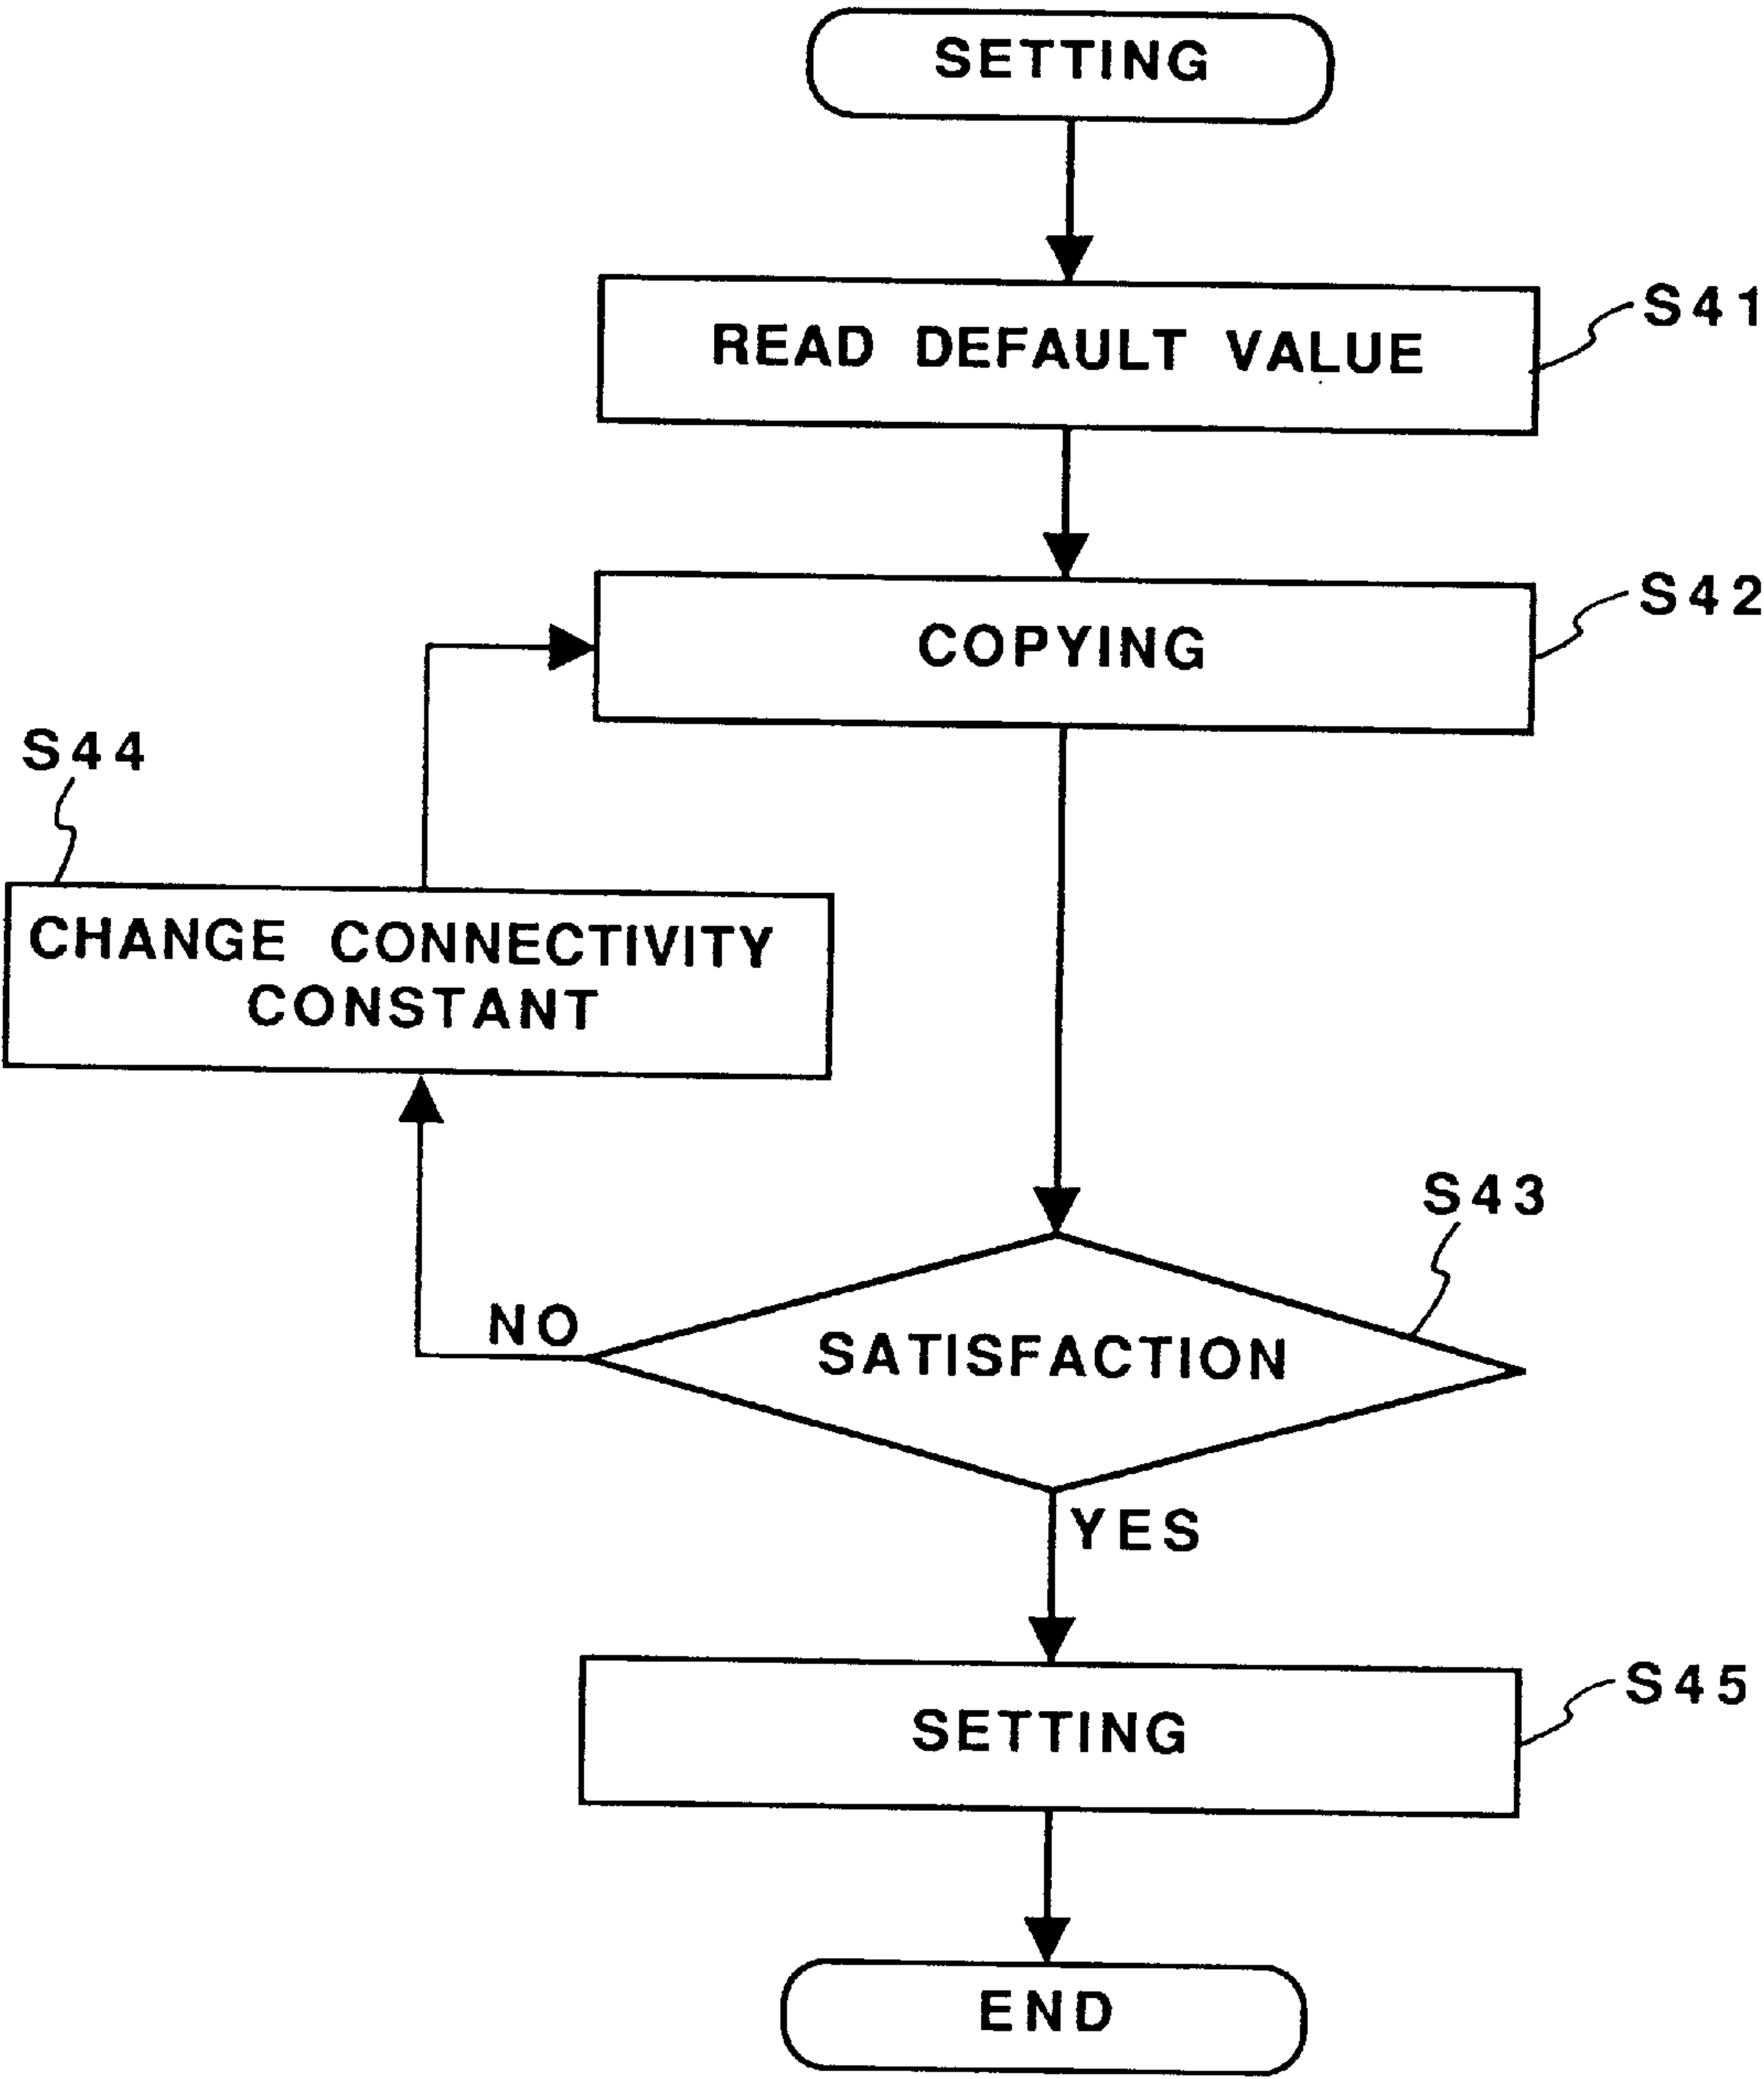 SETTING
READ DEFAULT VALUE
S41
COPYING
S42
S44
CHANGE CONNECTIVITY
CONSTANT
S43
NO
SATISFACTION
YES
SETTING
S45
END